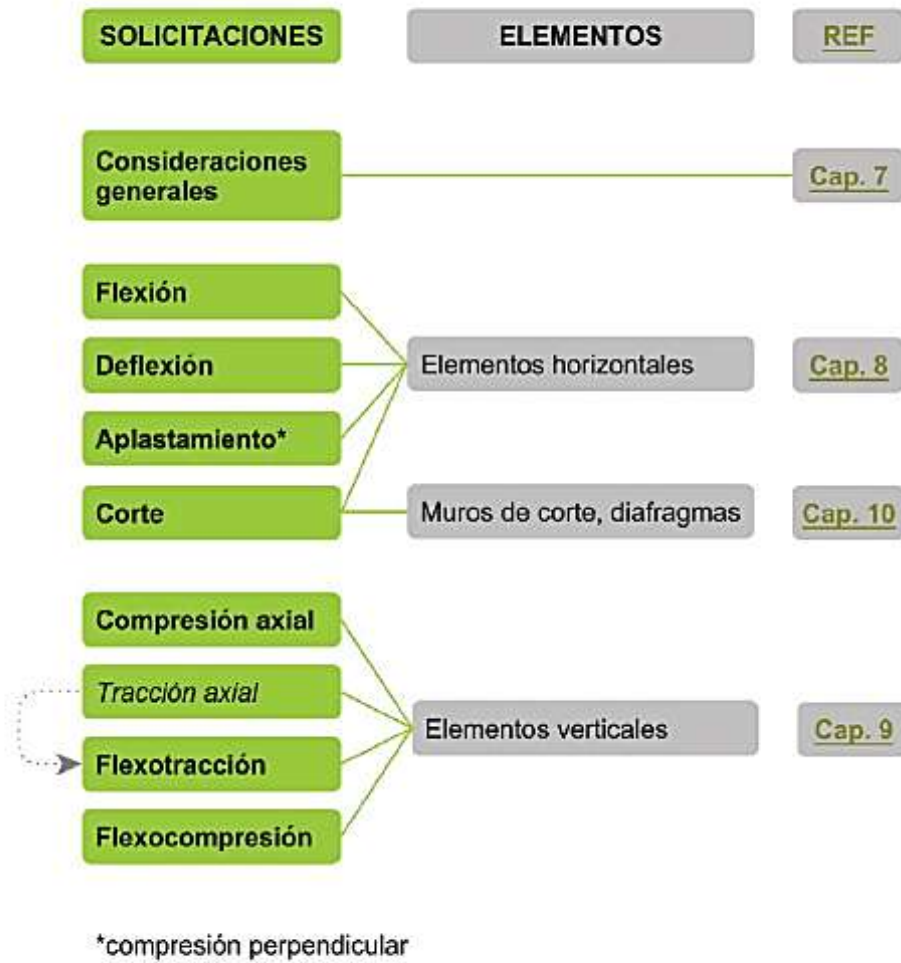 SOLICITACIONES
ELEMENTOS
REF
Consideraciones
generales
Cap. 7
Flexión
Deflexión
Elementos horizontales
Cap. 8
Aplastamiento*
Corte
Muros de corte, diafragmas
Cap. 10
Compresión axial
Tracción axial
Elementos verticales
Cap. 9
Flexotracción
Flexocompresión
*compresión perpendicular